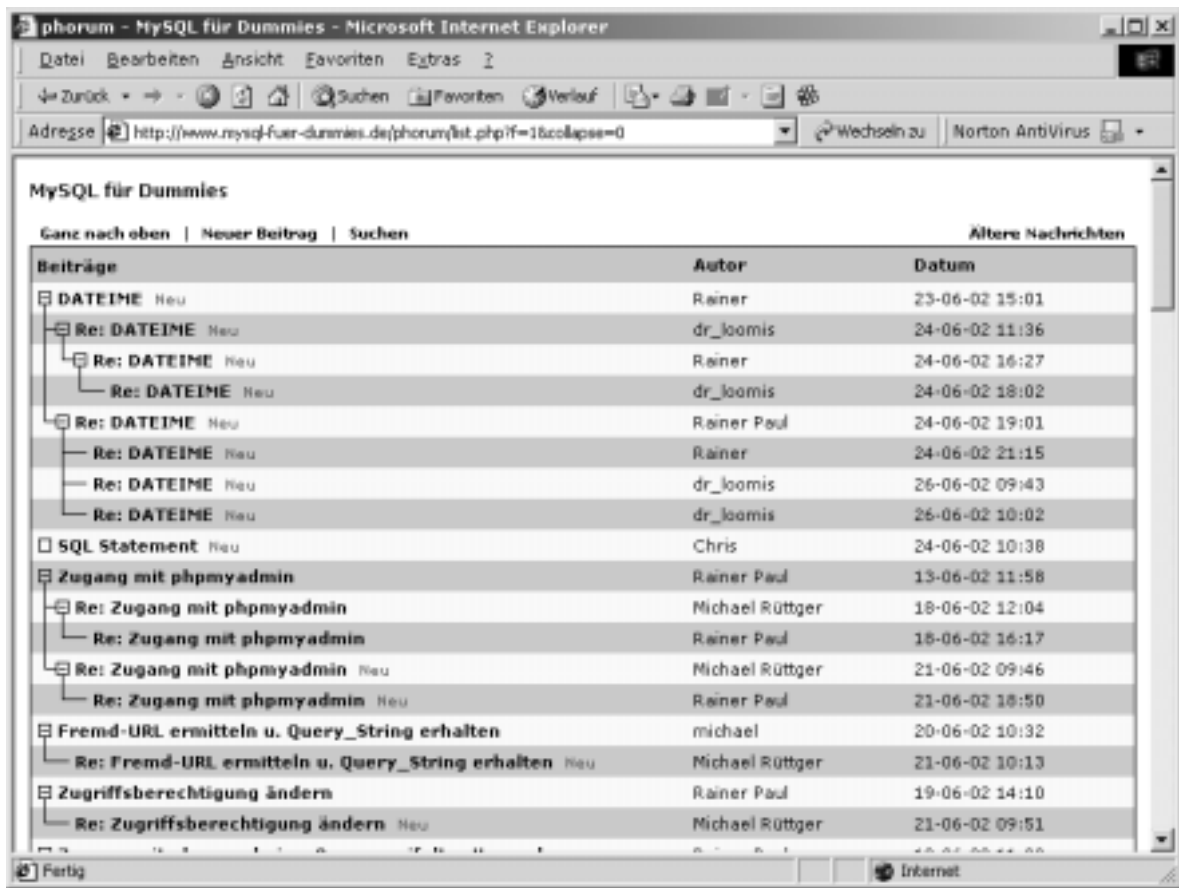 phorum - MySQL für Dummies - Microsoft Internet Explorer
Datei Bearbeiten Ansicht Favoriten Extras ?
Zurück Suchen Favoriten Verlauf
Adresse http://www.mysql-fuer-dummies.de/phorum/list.php?f=1&collapse=0 Wechseln zu Norton AntiVirus
MySQL für Dummies
Ganz nach oben | Neuer Beitrag | Suchen Ältere Nachrichten
Beiträge Autor Datum
DATEIME Neu Rainer 23-06-02 15:01
Re: DATEIME Neu dr_loomis 24-06-02 11:36
Re: DATEIME Neu Rainer 24-06-02 16:27
Re: DATEIME Neu dr_loomis 24-06-02 18:02
Re: DATEIME Neu Rainer Paul 24-06-02 19:01
Re: DATEIME Neu Rainer 24-06-02 21:15
Re: DATEIME Neu dr_loomis 26-06-02 09:43
Re: DATEIME Neu dr_loomis 26-06-02 10:02
SQL Statement Neu Chris 24-06-02 10:38
Zugang mit phpmyadmin Rainer Paul 13-06-02 11:58
Re: Zugang mit phpmyadmin Michael Rüttger 18-06-02 12:04
Re: Zugang mit phpmyadmin Rainer Paul 18-06-02 16:17
Re: Zugang mit phpmyadmin Neu Michael Rüttger 21-06-02 09:46
Re: Zugang mit phpmyadmin Neu Rainer Paul 21-06-02 18:50
Fremd-URL ermitteln u. Query_String erhalten michael 20-06-02 10:32
Re: Fremd-URL ermitteln u. Query_String erhalten Neu Michael Rüttger 21-06-02 10:13
Zugriffsberechtigung ändern Rainer Paul 19-06-02 14:10
Re: Zugriffsberechtigung ändern Neu Michael Rüttger 21-06-02 09:51
Fertig Internet